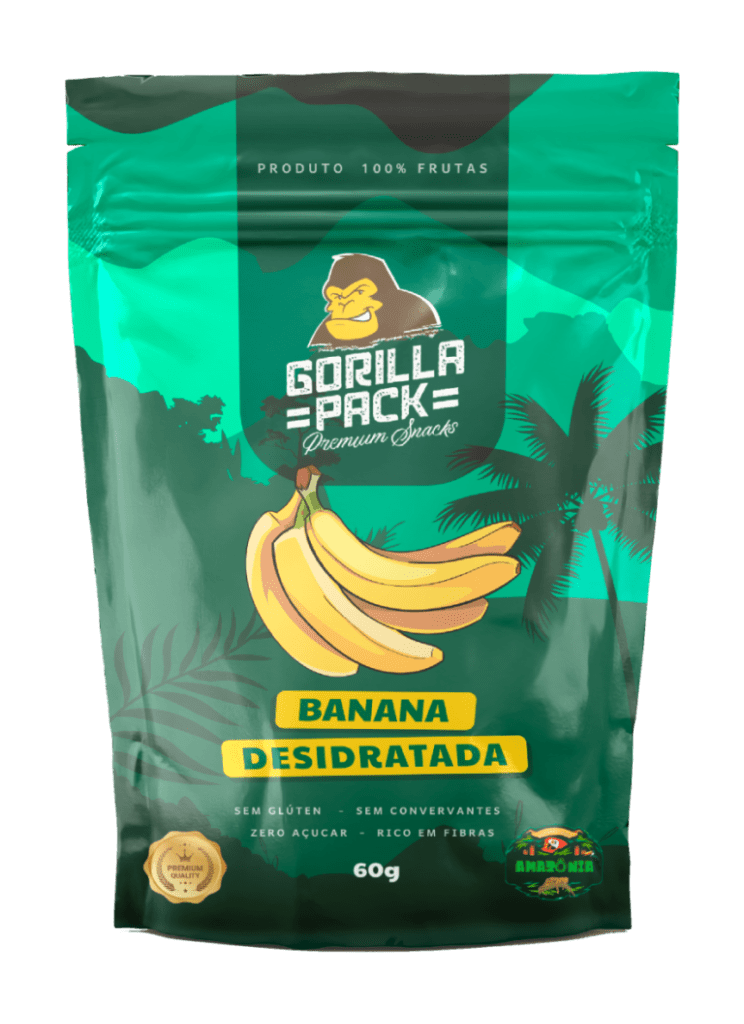 PRODUTO 100% FRUTAS
GORILLA
=PACK=
Premium Snacks
BANANA
DESIDRATADA
SEM GLÚTEN - SEM CONVERVANTES
ZERO AÇUCAR - RICO EM FIBRAS
60g
PREMIUM
QUALITY
AMAZÔNIA